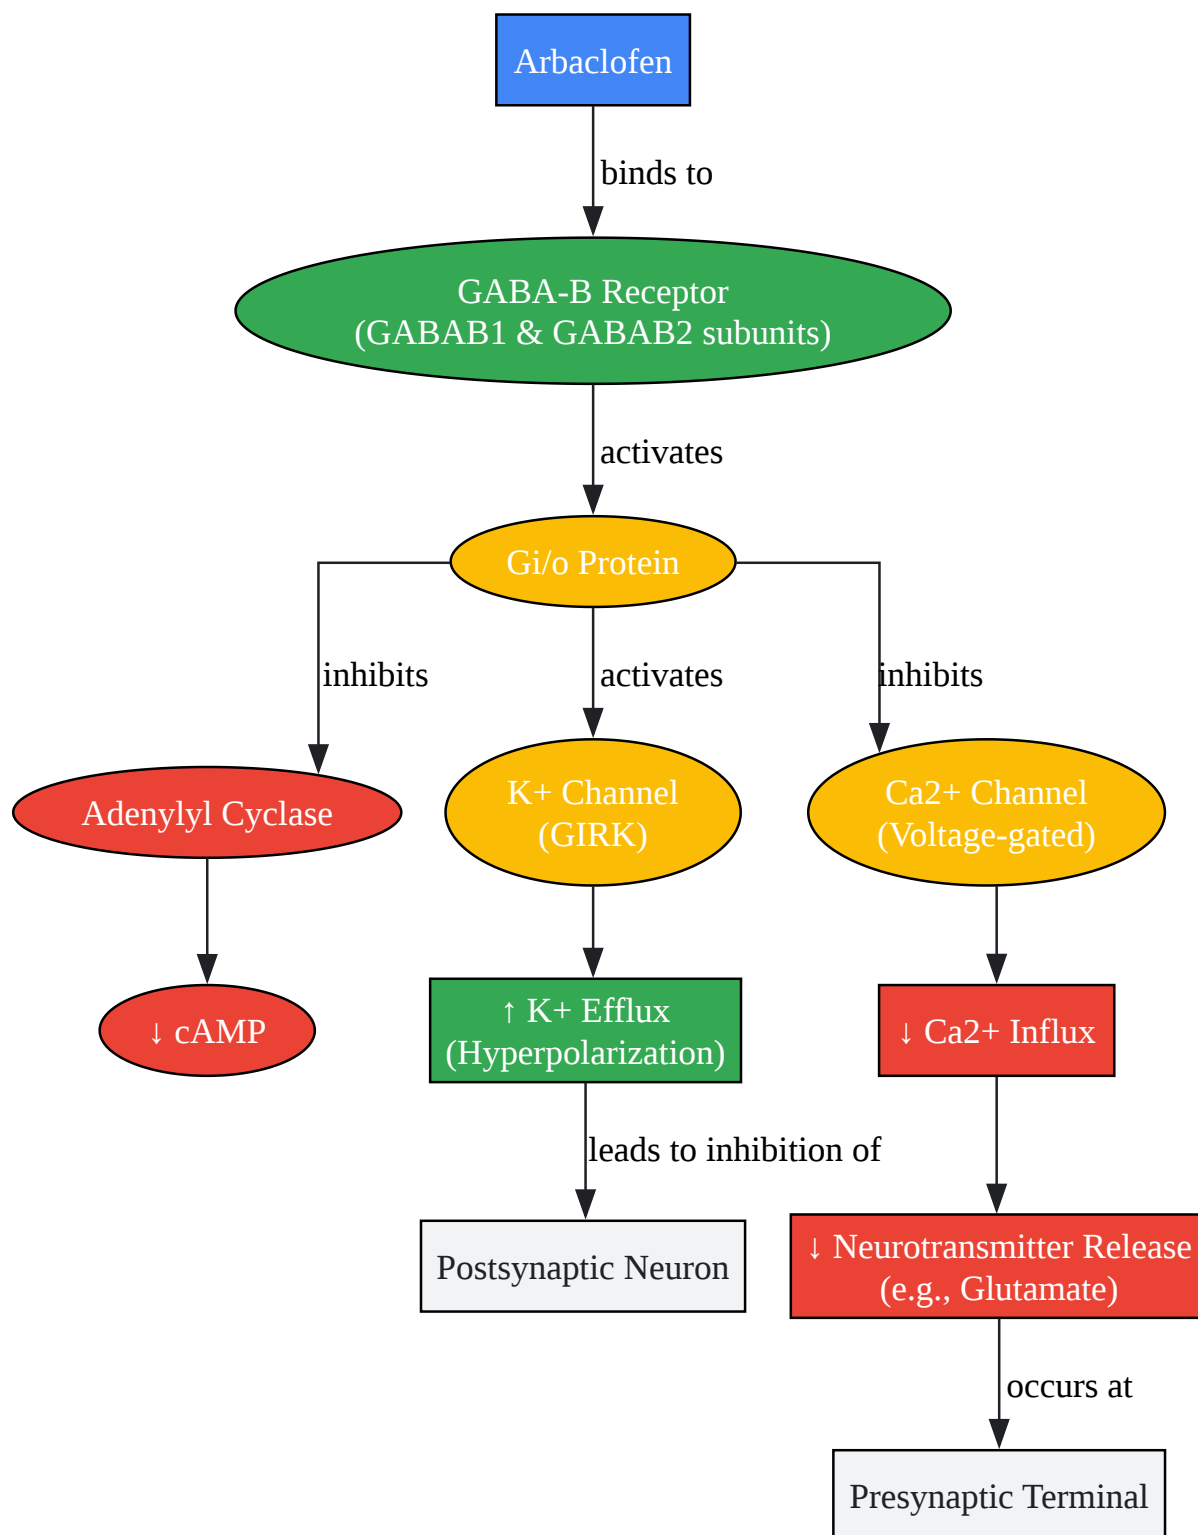 Arbaclofen
binds to
GABA-B Receptor
(GABAB1 & GABAB2 subunits)
activates
Gi/o Protein
inhibits
activates
inhibits
Adenylyl Cyclase
K+ Channel
(GIRK)
Ca2+ Channel
(Voltage-gated)
↓ cAMP
↑ K+ Efflux
(Hyperpolarization)
↓ Ca2+ Influx
leads to inhibition of
Postsynaptic Neuron
↓ Neurotransmitter Release
(e.g., Glutamate)
occurs at
Presynaptic Terminal